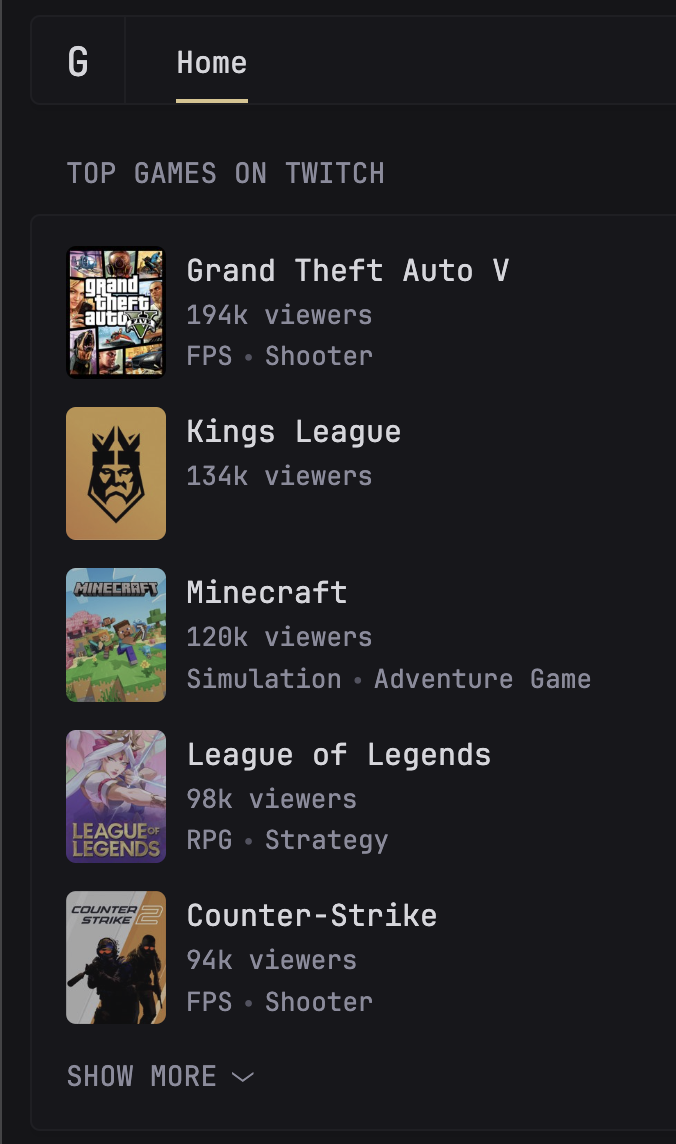 G
Home
TOP GAMES ON TWITCH
grand
theft
auto V
Grand Theft Auto V
194k viewers
FPS • Shooter
Kings League
134k viewers
MINECRAFT
Minecraft
120k viewers
Simulation • Adventure Game
LEAGUE OF
LEGENDS
League of Legends
98k viewers
RPG • Strategy
COUNTER
STRIKE 2
Counter-Strike
94k viewers
FPS • Shooter
SHOW MORE